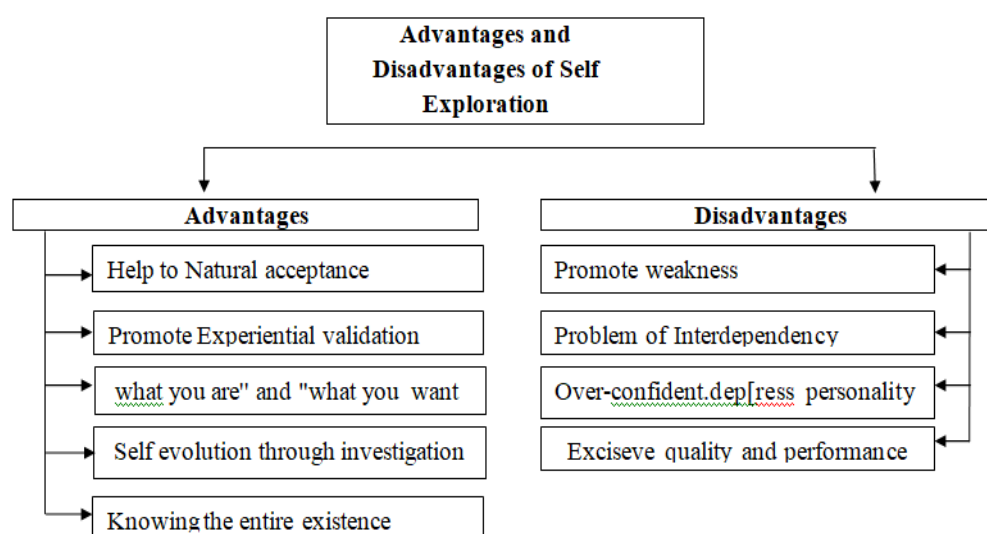 Advantages and
Disadvantages of Self
Exploration
Advantages
Disadvantages
Help to Natural acceptance
Promote Experiential validation
what you are" and "what you want
Self evolution through investigation
Knowing the entire existence
Promote weakness
Problem of Interdependency
Over-confident.dep[ress personality
Exciseve quality and performance